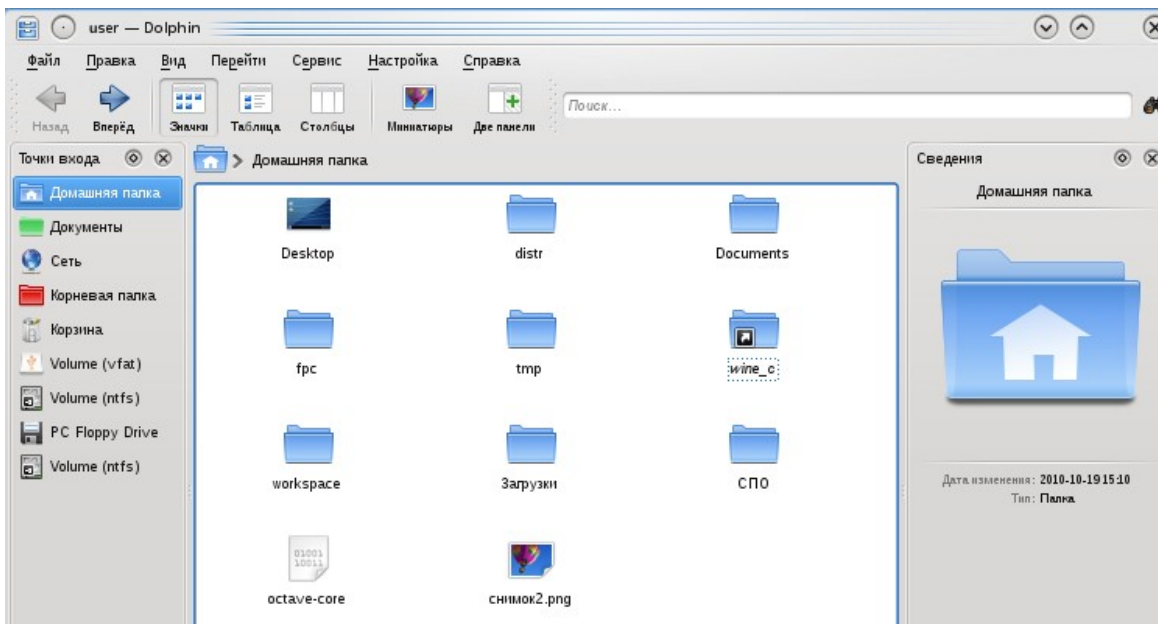 user — Dolphin
Файл Правка Вид Перейти Сервис Настройка Справка
Назад Вперёд Значки Таблица Столбцы Миниатюры Две панели Поиск...
Точки входа
Домашняя папка
Сведения
Домашняя папка
Документы
Сеть
Корневая папка
Корзина
Volume (vfat)
Volume (ntfs)
PC Floppy Drive
Volume (ntfs)
Desktop distr Documents
fpc tmp wine_c
workspace Загрузки СПО
01001
10011
octave-core снимок2.png
Домашняя папка
Дата изменения: 2010-10-19 15:10
Тип: Папка